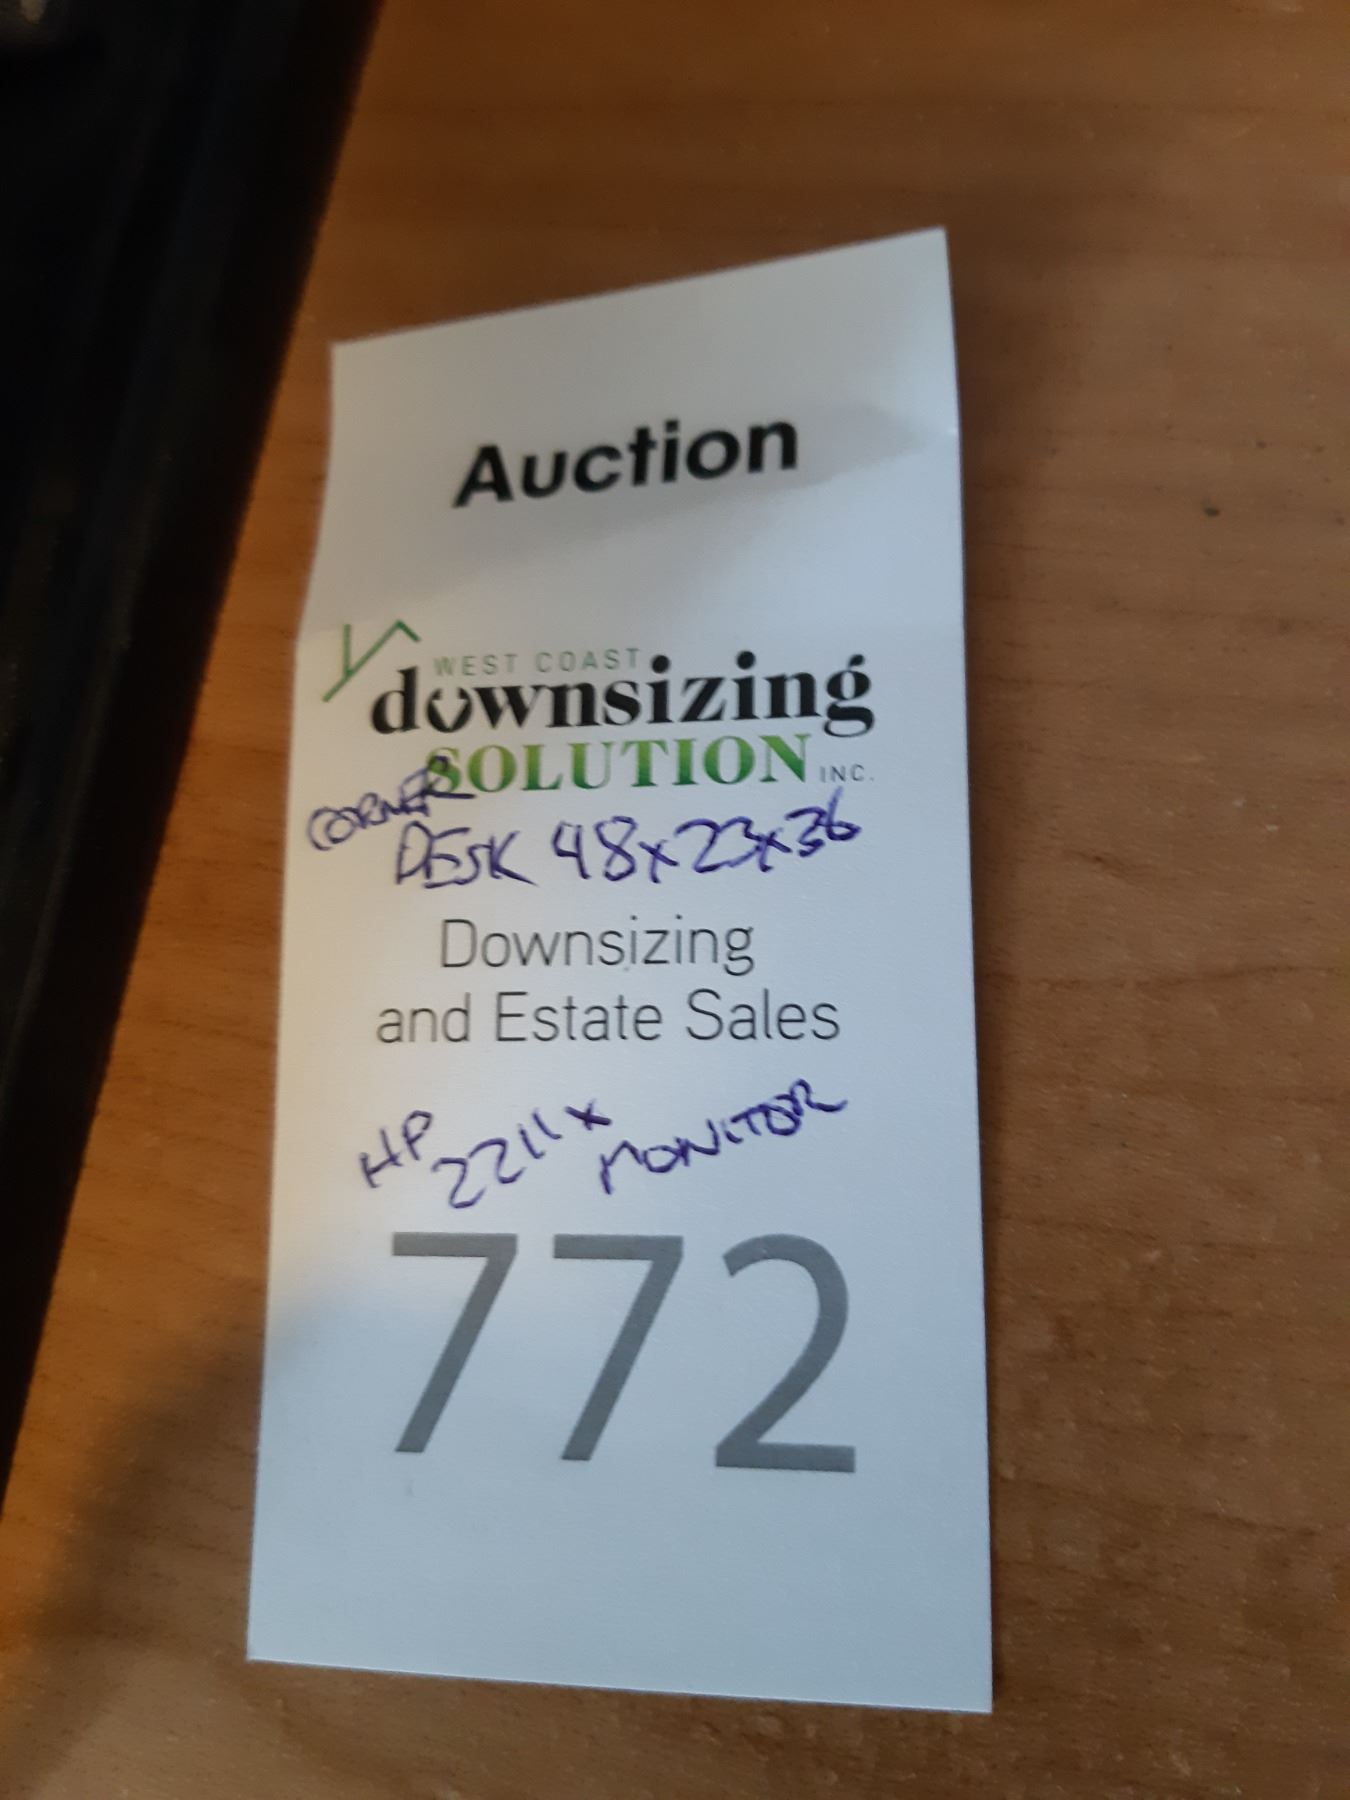 Auction
WEST COAST
downsizing
SOLUTION INC.
CORNER
DESK 48x23x36
Downsizing
and Estate Sales
HP 2211x MONITOR
772